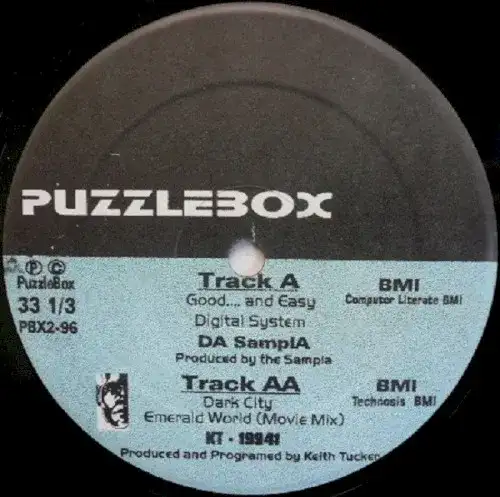 PUZZLEBOX
Ⓟ ©
PuzzleBox
33 1/3
PBX2-96
Track A BMI
Good.... and Easy Computer Literate BMI
Digital System
DA SamplA
Produced by the Sampla
Track AA BMI
Dark City Technosis BMI
Emerald World (Movie Mix)
KT - 19941
Produced and Programed by Keith Tucker